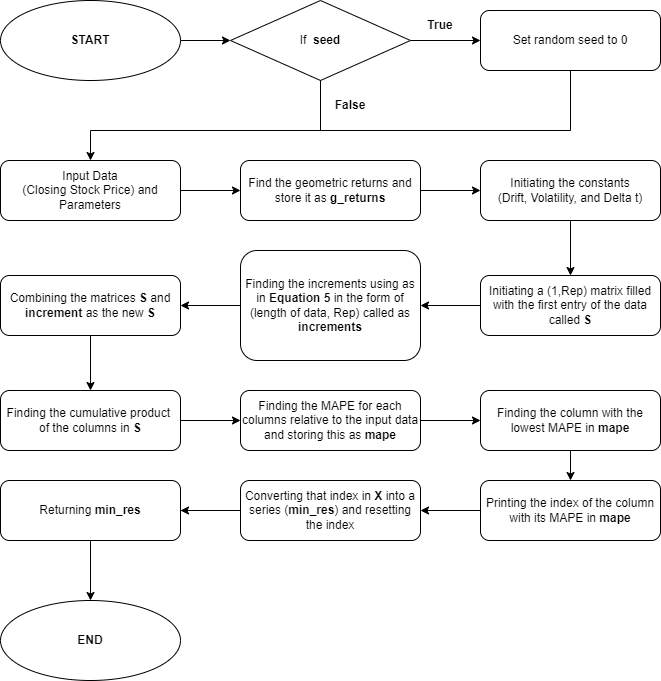 START
If seed
True
Set random seed to 0
False
Input Data
(Closing Stock Price) and
Parameters
Find the geometric returns and
store it as g_returns
Initiating the constants
(Drift, Volatility, and Delta t)
Combining the matrices S and
increment as the new S
Finding the increments using as
in Equation 5 in the form of
(length of data, Rep) called as
increments
Initiating a (1,Rep) matrix filled
with the first entry of the data
called S
Finding the cumulative product
of the columns in S
Finding the MAPE for each
columns relative to the input data
and storing this as mape
Finding the column with the
lowest MAPE in mape
Returning min_res
Converting that index in X into a
series (min_res) and resetting
the index
Printing the index of the column
with its MAPE in mape
END